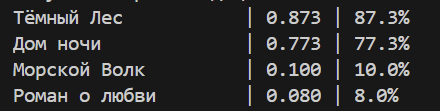 Тёмный Лес | 0.873 | 87.3%
Дом ночи | 0.773 | 77.3%
Морской Волк | 0.100 | 10.0%
Роман о любви | 0.080 | 8.0%